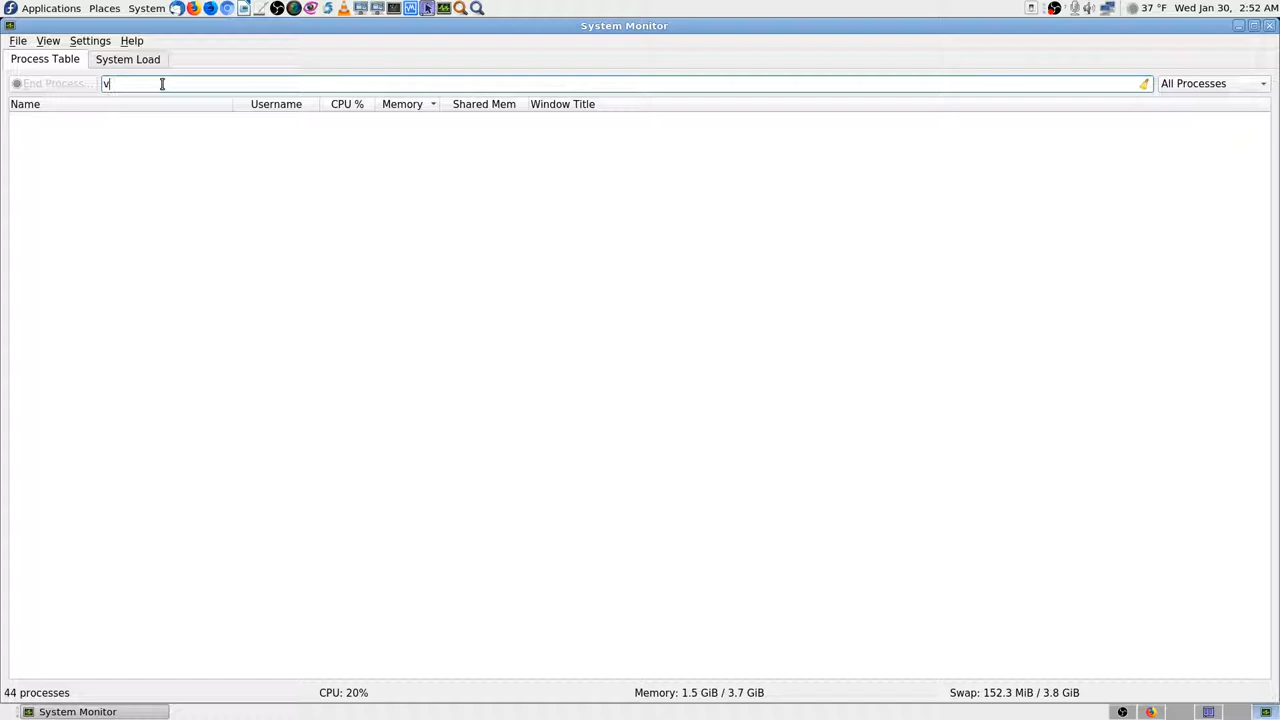 Applications Places System 37 °F Wed Jan 30, 2:52 AM
System Monitor
File View Settings Help
Process Table System Load
End Process... v All Processes
Name Username CPU % Memory Shared Mem Window Title
44 processes CPU: 20% Memory: 1.5 GiB / 3.7 GiB Swap: 152.3 MiB / 3.8 GiB
System Monitor